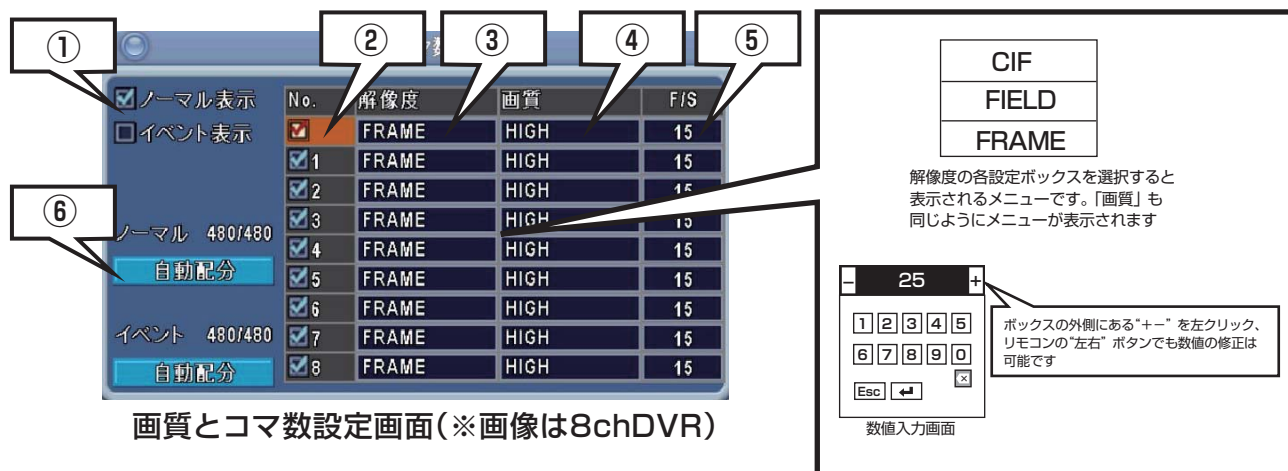 ① ② ③ ④ ⑤
ノーマル表示
イベント表示
⑥
ノーマル 480/480
自動配分
イベント 480/480
自動配分
No. 解像度 画質 F/S
FRAME HIGH 15
1 FRAME HIGH 15
2 FRAME HIGH 15
3 FRAME HIGH 15
4 FRAME HIGH 15
5 FRAME HIGH 15
6 FRAME HIGH 15
7 FRAME HIGH 15
8 FRAME HIGH 15
画質とコマ数設定画面(※画像は8chDVR)
CIF
FIELD
FRAME
解像度の各設定ボックスを選択すると
表示されるメニューです。「画質」も
同じようにメニューが表示されます
- 25 +
1 2 3 4 5
6 7 8 9 0
×
Esc ↵
数値入力画面
ボックスの外側にある“+−” を左クリック、
リモコンの“左右” ボタンでも数値の修正は
可能です